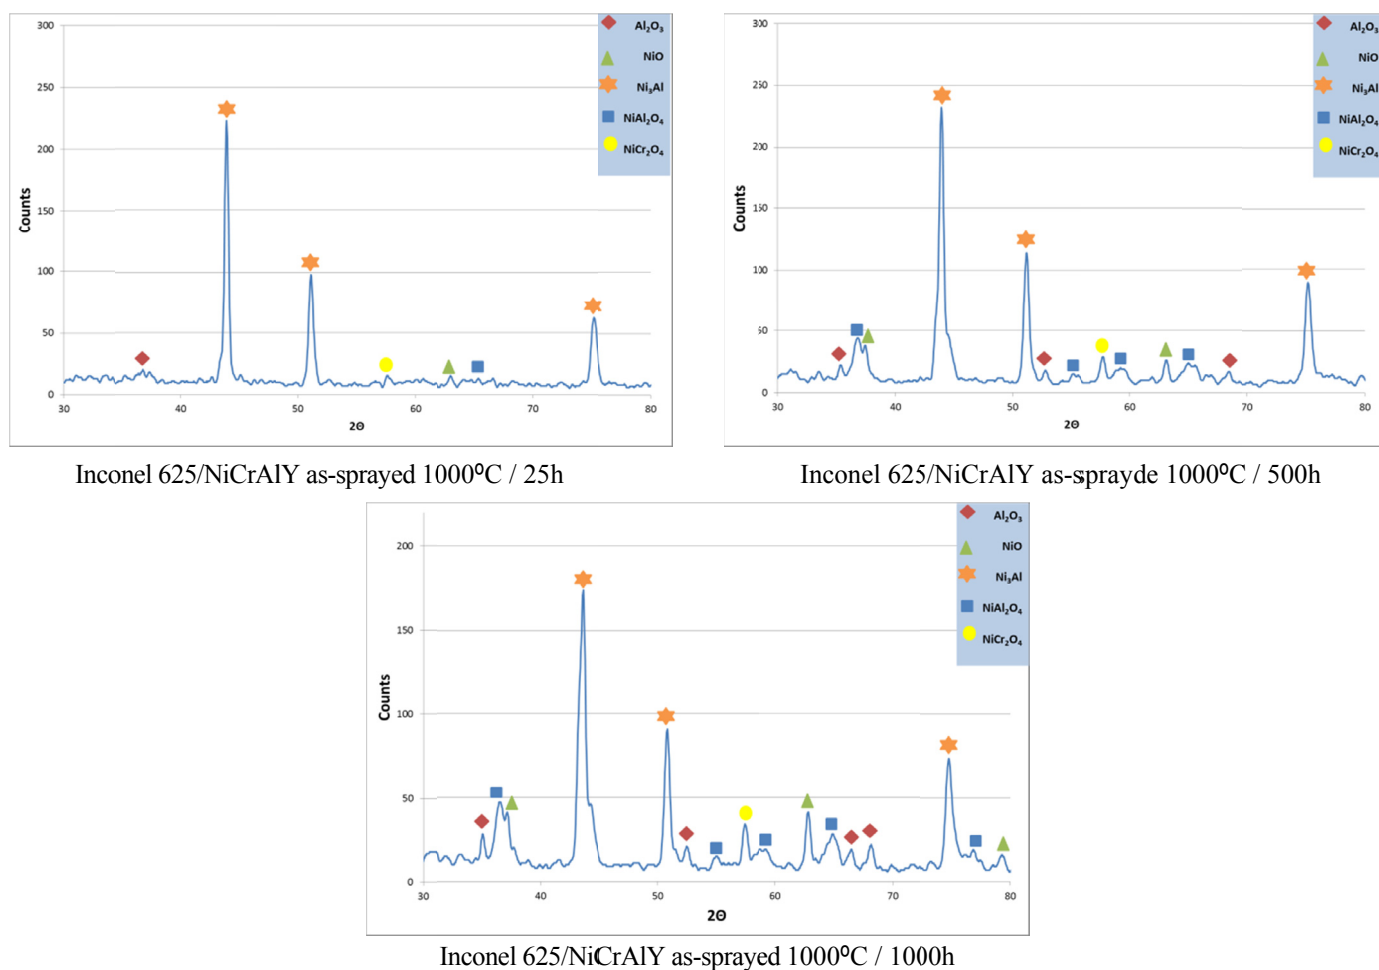 300
250
200
150
100
50
0
30 40 50 60 70 80
Counts
2Θ
Al₂O₃
NiO
Ni₃Al
NiAl₂O₄
NiCr₂O₄
Inconel 625/NiCrAlY as-sprayed 1000⁰C / 25h
300
250
200
150
100
50
0
30 40 50 60 70 80
Counts
2Θ
Al₂O₃
NiO
Ni₃Al
NiAl₂O₄
NiCr₂O₄
Inconel 625/NiCrAlY as-sprayde 1000⁰C / 500h
200
150
100
50
0
30 40 50 60 70 80
Counts
2Θ
Al₂O₃
NiO
Ni₃Al
NiAl₂O₄
NiCr₂O₄
Inconel 625/NiCrAlY as-sprayed 1000⁰C / 1000h